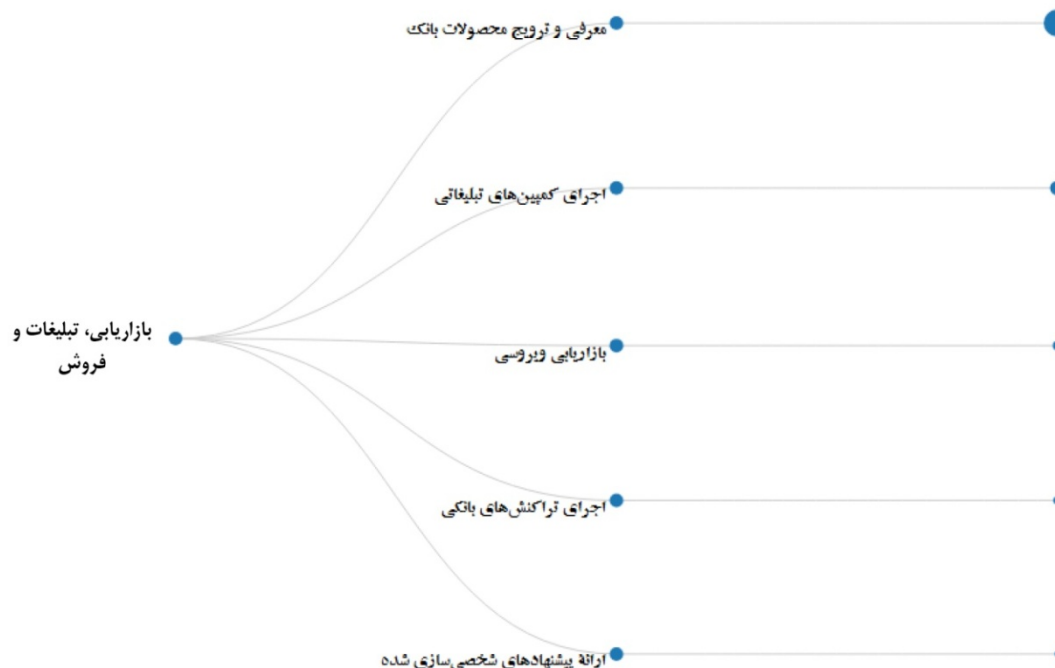 معرفی و ترویج محصولات بانک
اجرای کمپین‌های تبلیغاتی
بازاریابی، تبلیغات و
فروش
بازاریابی ویروسی
اجرای تراکنش‌های بانکی
ارائهٔ پیشنهادهای شخصی‌سازی شده